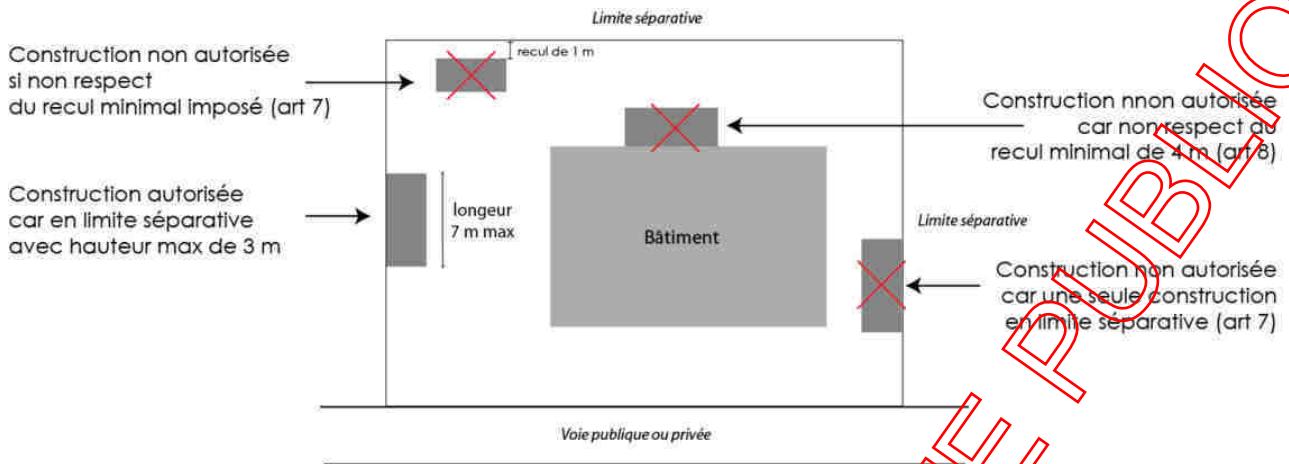 Limite séparative
Construction non autorisée
si non respect
du recul minimal imposé (art 7)
recul de 1 m
Construction nnon autorisée
car non respect du
recul minimal de 4 m (art 8)
Construction autorisée
car en limite séparative
avec hauteur max de 3 m
longeur
7 m max
Bâtiment
Limite séparative
Construction non autorisée
car une seule construction
en limite séparative (art 7)
Voie publique ou privée
E PUBLIC